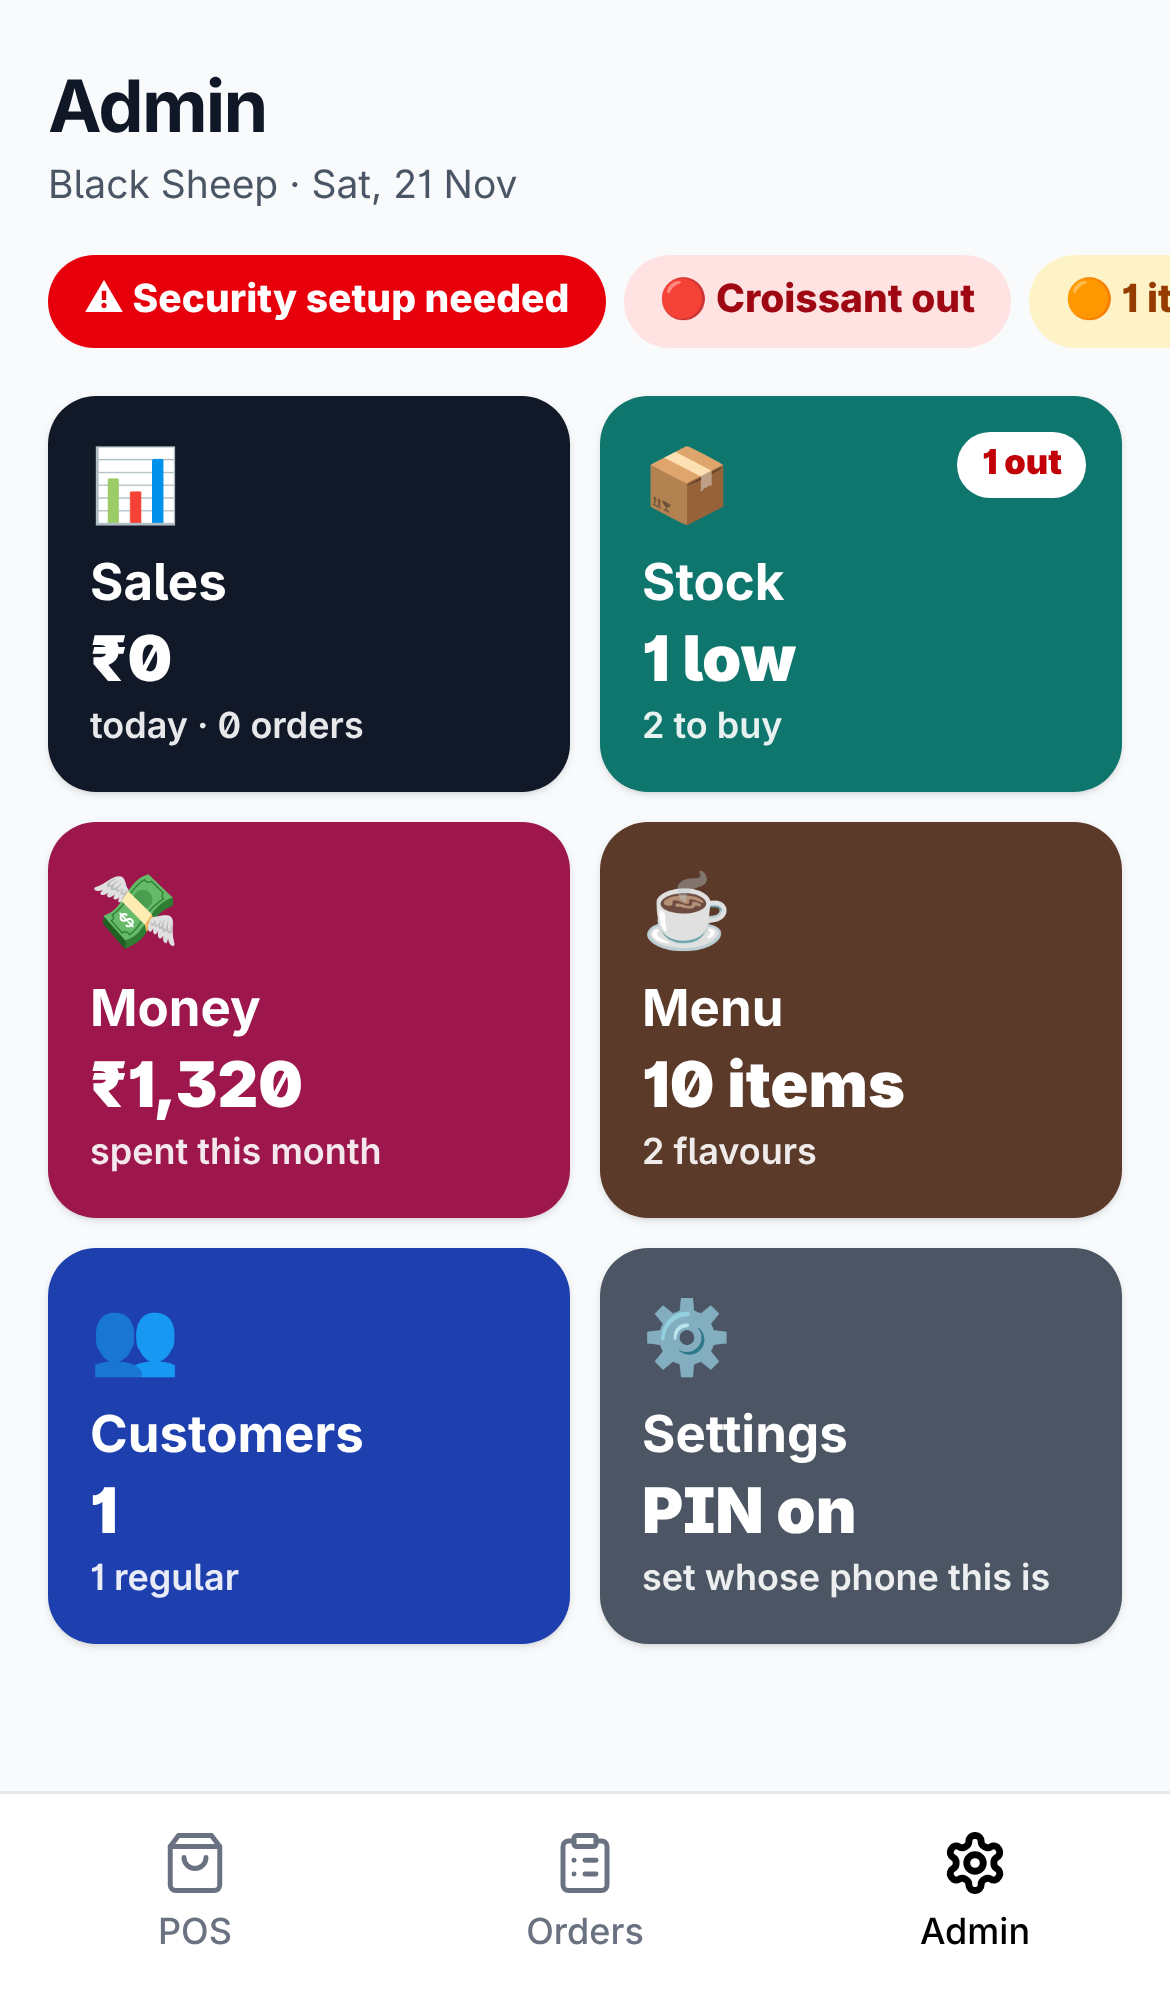 Admin
Black Sheep · Sat, 21 Nov
⚠ Security setup needed
🔴 Croissant out
🟠 1 it
Sales
₹0
today · 0 orders
1 out
Stock
1 low
2 to buy
Money
₹1,320
spent this month
Menu
10 items
2 flavours
Customers
1
1 regular
Settings
PIN on
set whose phone this is
POS
Orders
Admin